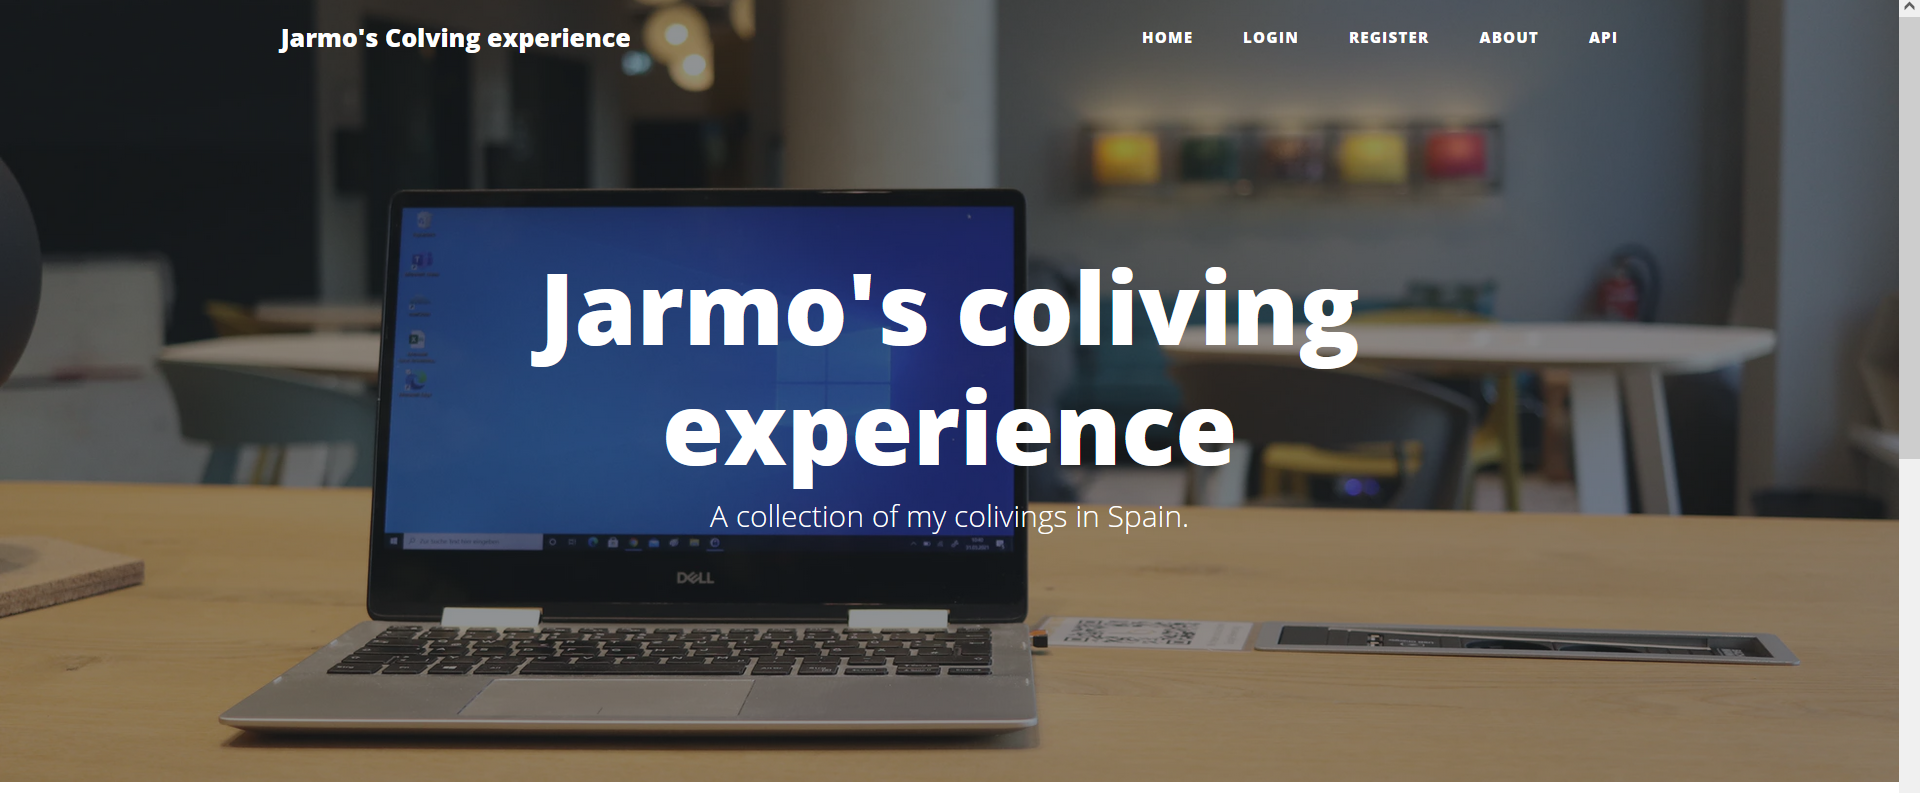 Jarmo's Colving experience
HOME LOGIN REGISTER ABOUT API
Jarmo's coliving
experience
A collection of my colivings in Spain.
DELL